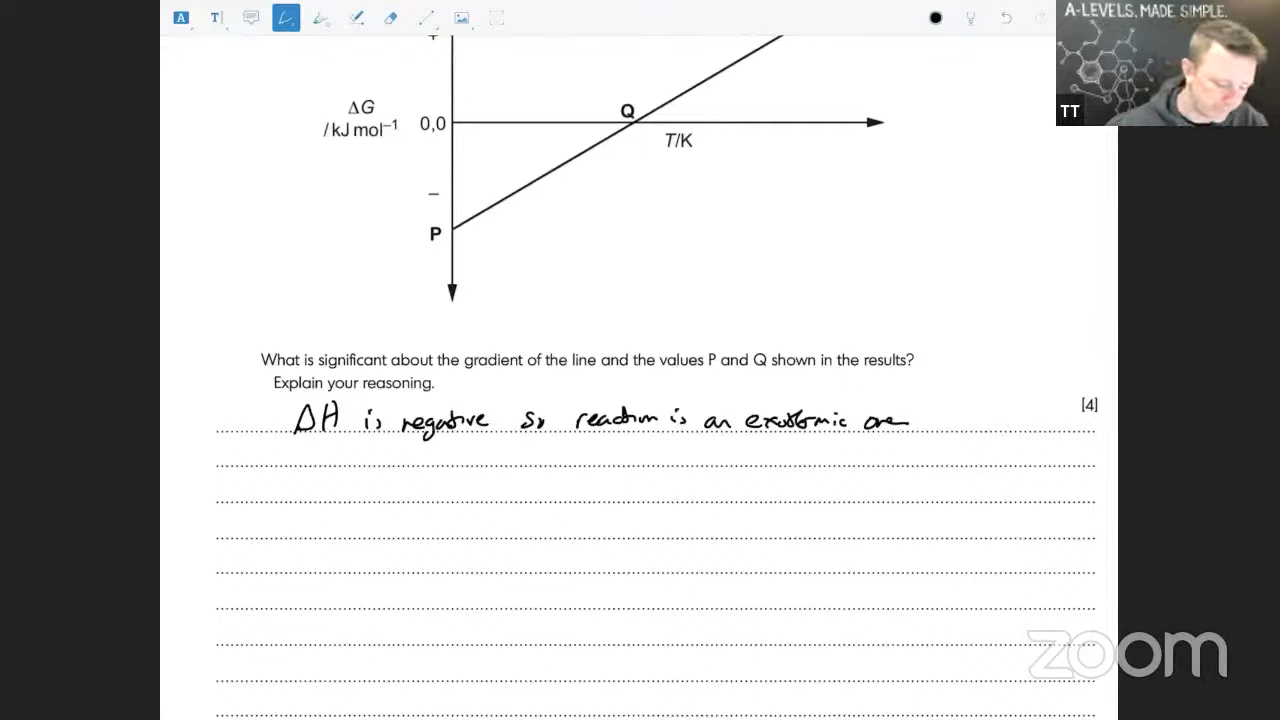 A-LEVELS. MADE SIMPLE.
TT
ΔG
/ kJ mol⁻¹
0,0
Q
T/K
–
P
What is significant about the gradient of the line and the values P and Q shown in the results?
Explain your reasoning.
[4]
ΔH is negative so reaction is an exothermic one
zoom